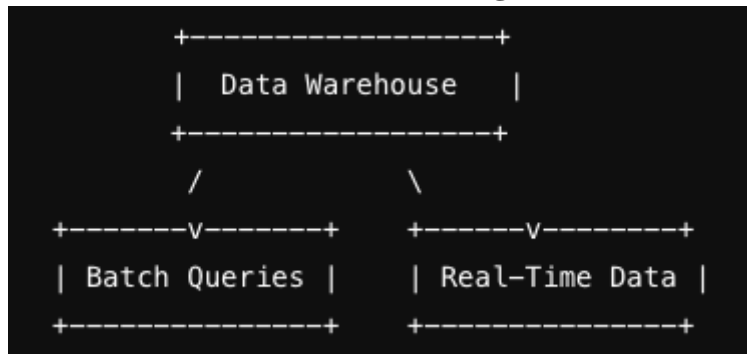 +------------------+
|  Data Warehouse   |
+------------------+
/            \
+-------v-------+    +------v--------+
| Batch Queries |    | Real-Time Data |
+---------------+    +---------------+